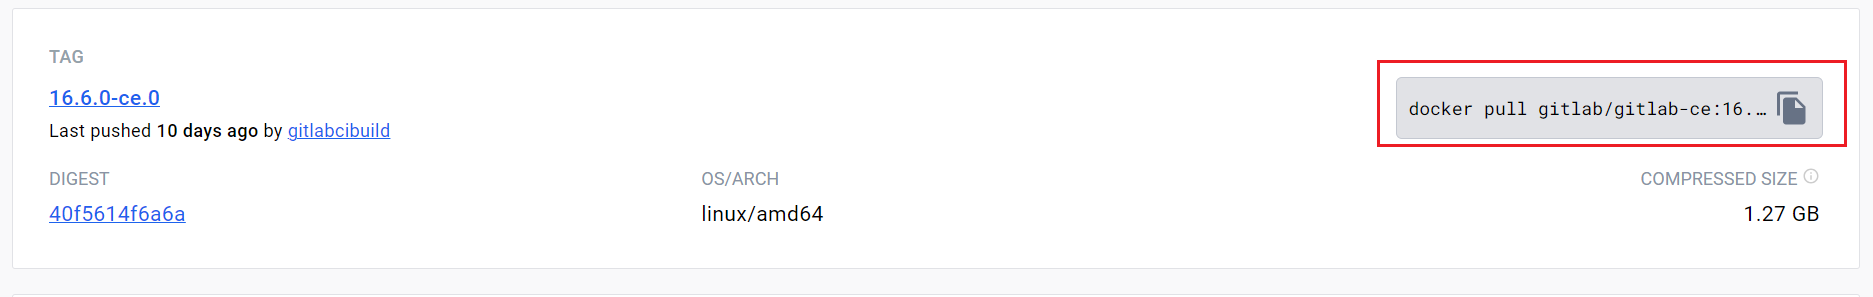 TAG
16.6.0-ce.0
docker pull gitlab/gitlab-ce:16.…
Last pushed 10 days ago by gitlabcibuild
DIGEST
OS/ARCH
COMPRESSED SIZE
40f5614f6a6a
linux/amd64
1.27 GB